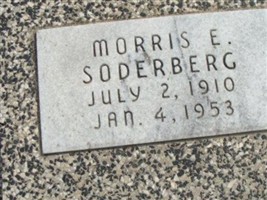 MORRIS E.
SODERBERG
JULY 2, 1910
JAN. 4, 1953